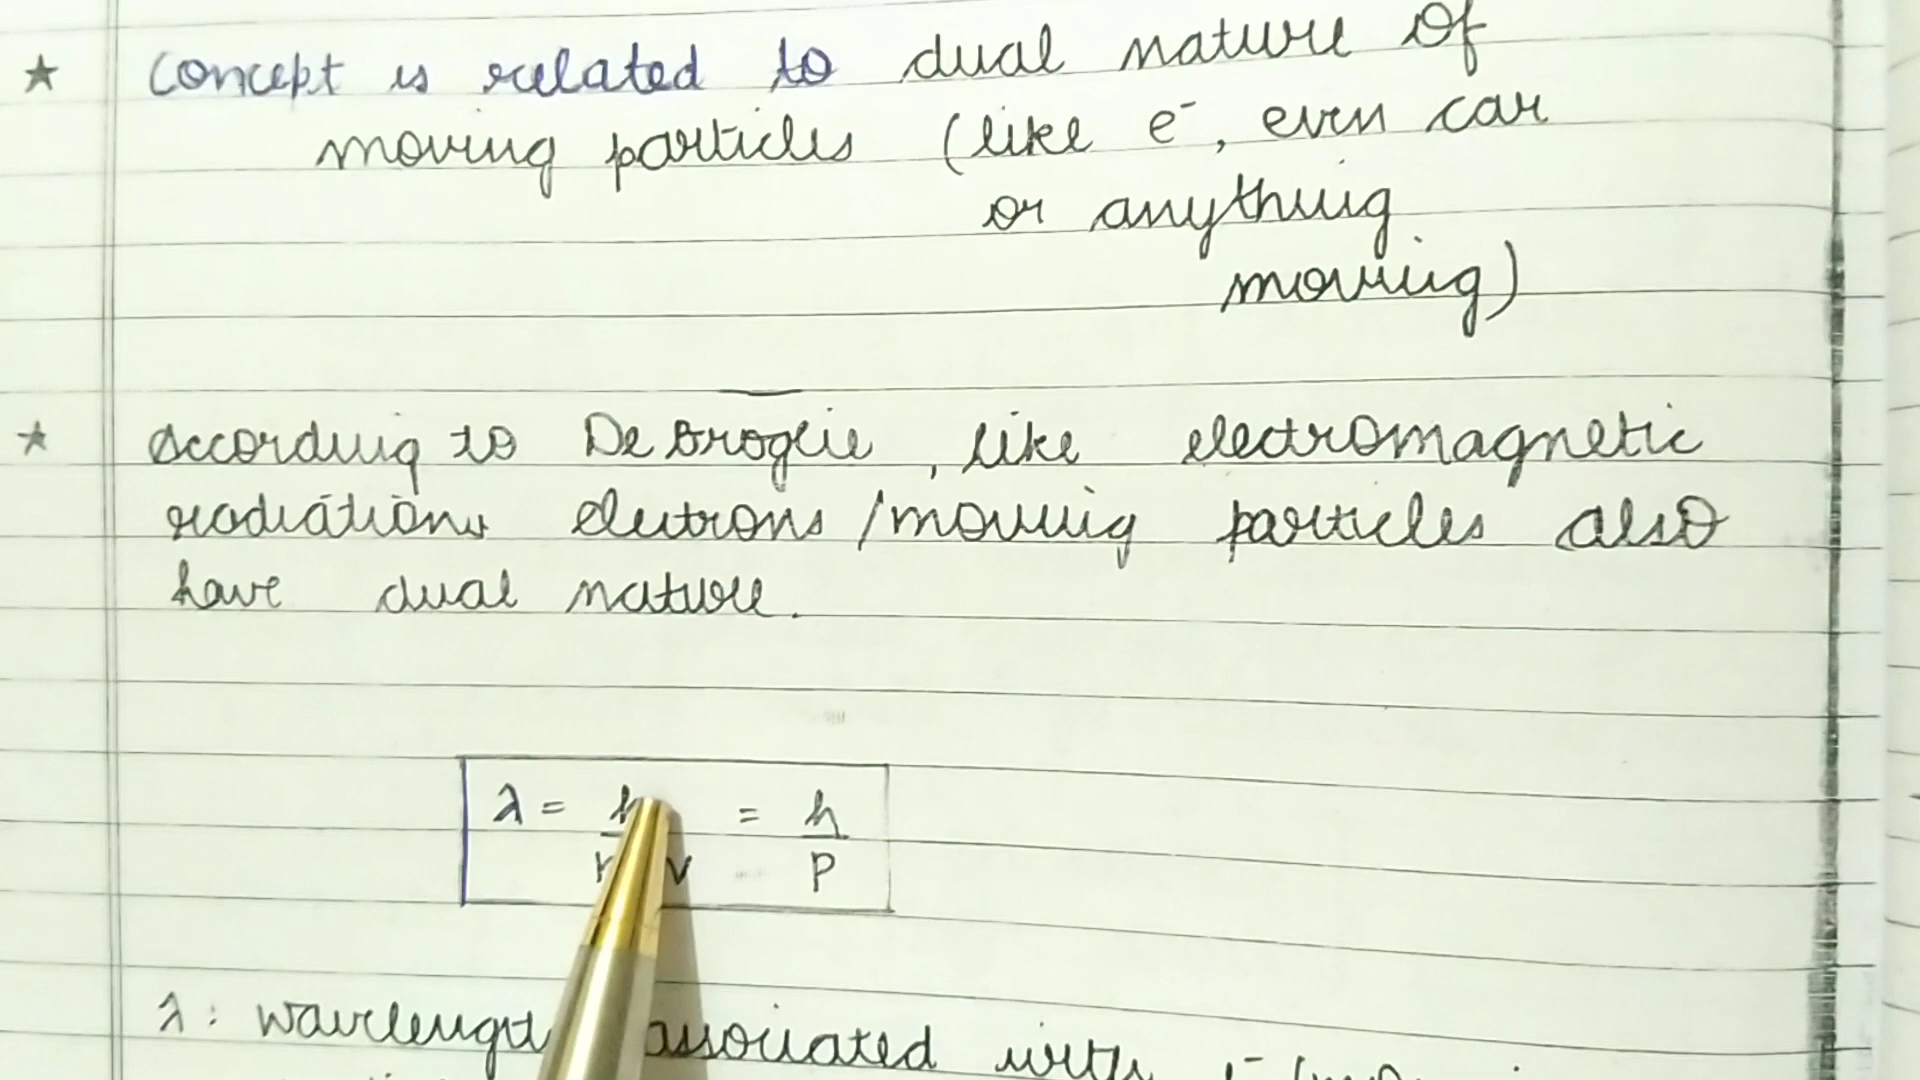 ★ Concept is related to dual nature of
moving particles (like e⁻, even car
or anything
moving)
★ According to De Broglie, like electromagnetic
radiations electrons/moving particles also
have dual nature.
λ = h = h
v P
λ: wavelength associated with